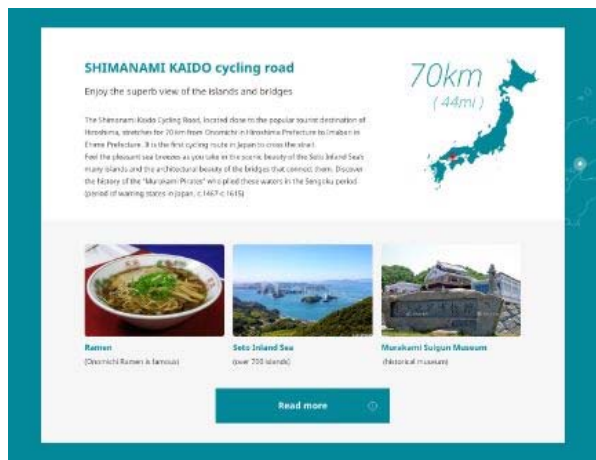 SHIMANAMI KAIDO cycling road
70km
(44mi)
Enjoy the superb view of the islands and bridges
The Shimanami Kaido Cycling Road, located close to the popular tourist destination of
Hiroshima, stretches for 70 km from Onomichi in Hiroshima Prefecture to Imabari in
Ehime Prefecture. It is the first cycling route in Japan to cross the strait.
Feel the pleasant sea breezes as you take in the scenic beauty of the Seto Inland Sea's
many islands and the architectural beauty of the bridges that connect them. Discover
the history of the "Murakami Pirates" who plied these waters in the Sengoku period
(period of warring states in Japan, c.1467-c.1615)
Ramen
(Onomichi Ramen is famous)
Seto Inland Sea
(over 700 islands)
Murakami Suigun Museum
(historical museum)
Read more